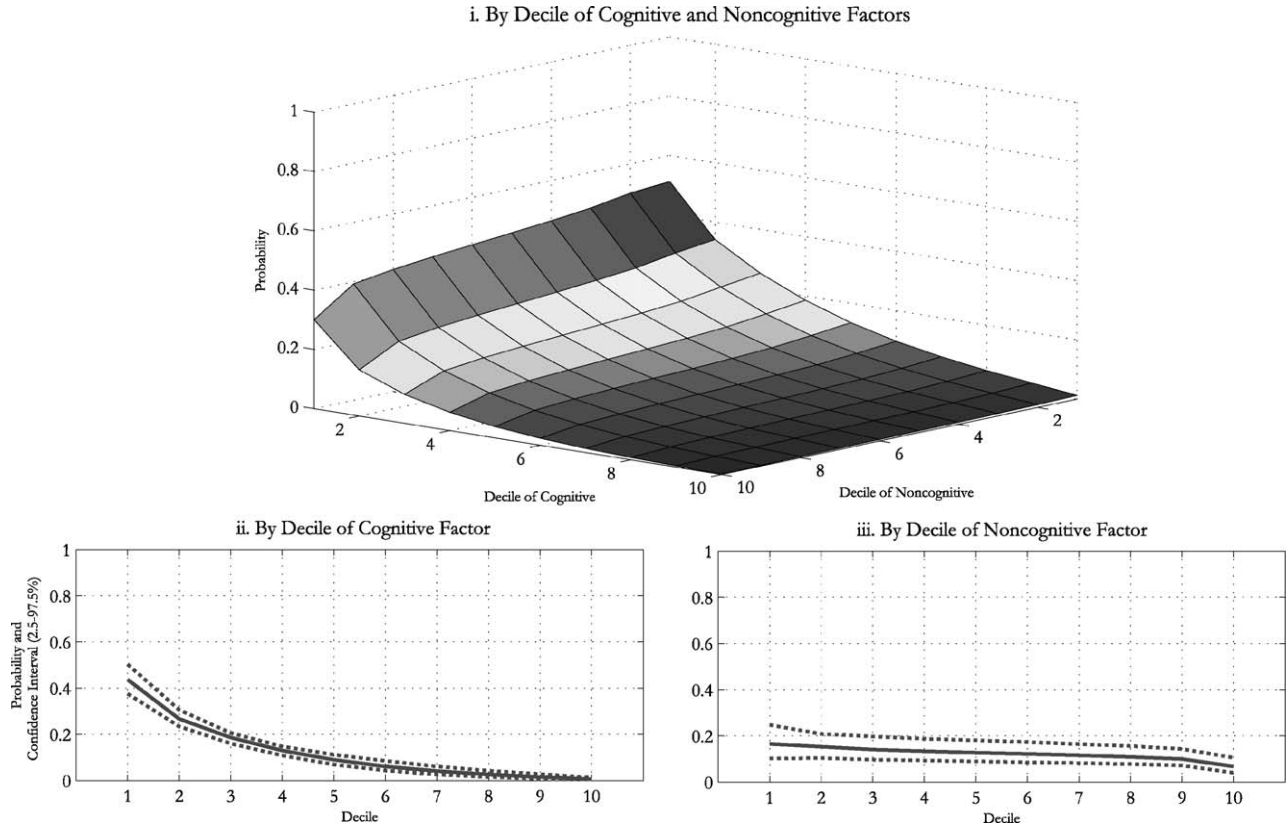 i. By Decile of Cognitive and Noncognitive Factors
1
0.8
0.6
0.4
0.2
0
Probability
2
4
6
8
10
Decile of Cognitive
10
8
6
4
2
Decile of Noncognitive
ii. By Decile of Cognitive Factor
Probability and
Confidence Interval (2.5-97.5%)
1
0.8
0.6
0.4
0.2
0
1 2 3 4 5 6 7 8 9 10
Decile
iii. By Decile of Noncognitive Factor
1
0.8
0.6
0.4
0.2
0
1 2 3 4 5 6 7 8 9 10
Decile